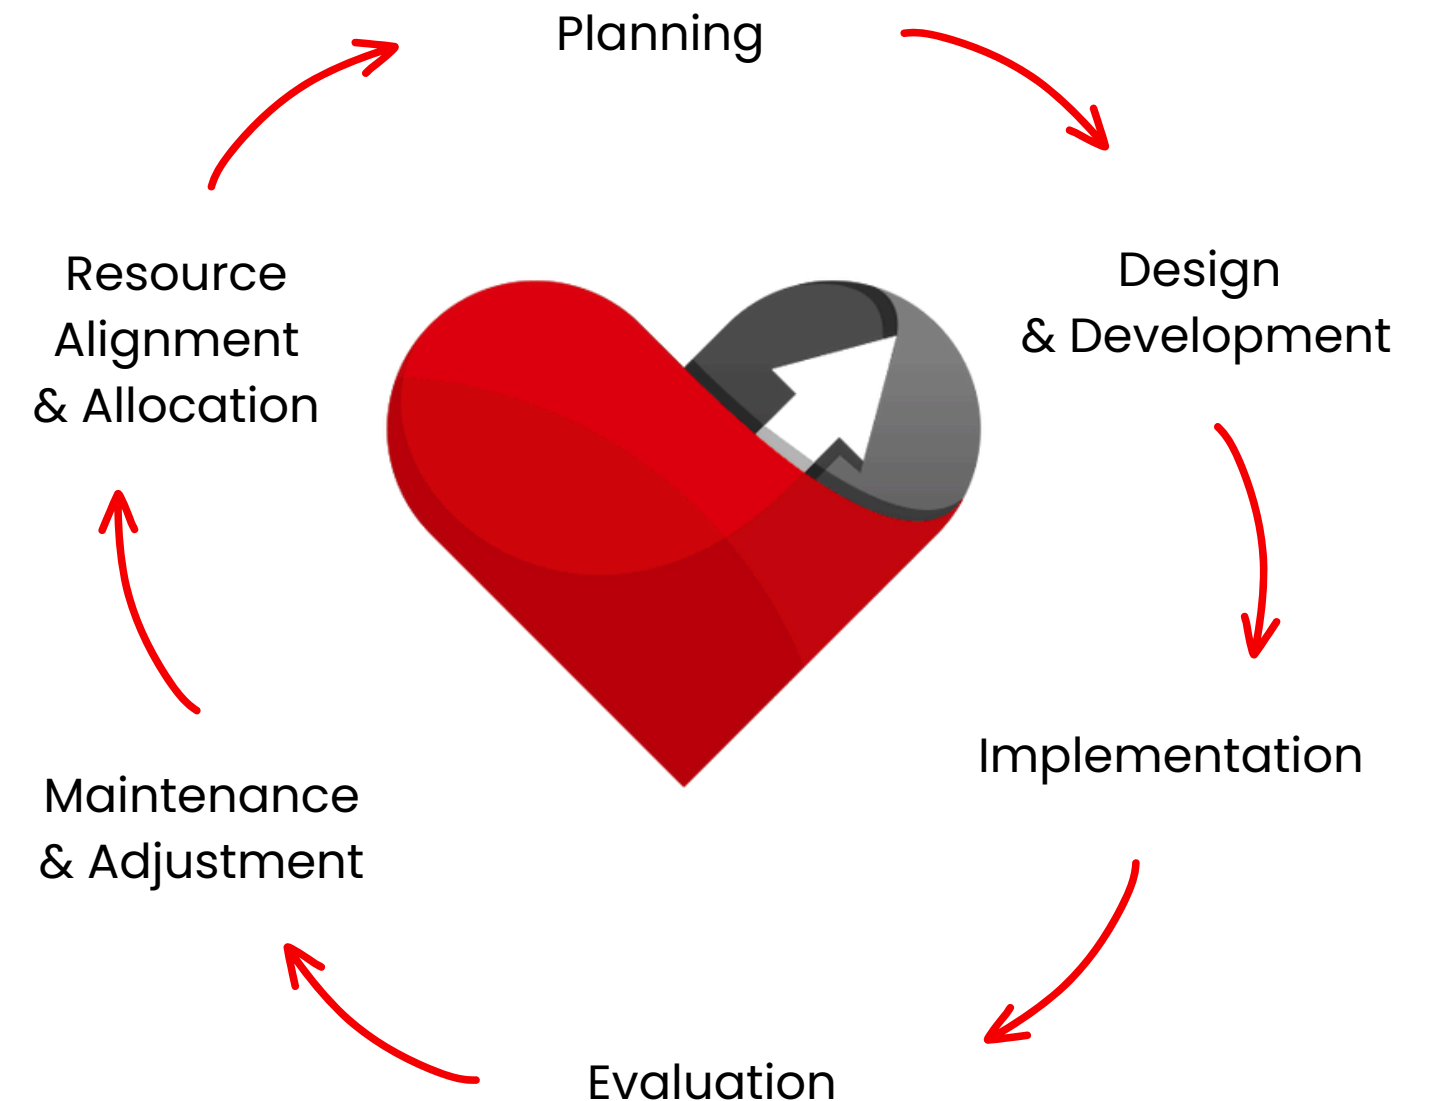 Planning
Design
& Development
Implementation
Evaluation
Maintenance
& Adjustment
Resource
Alignment
& Allocation